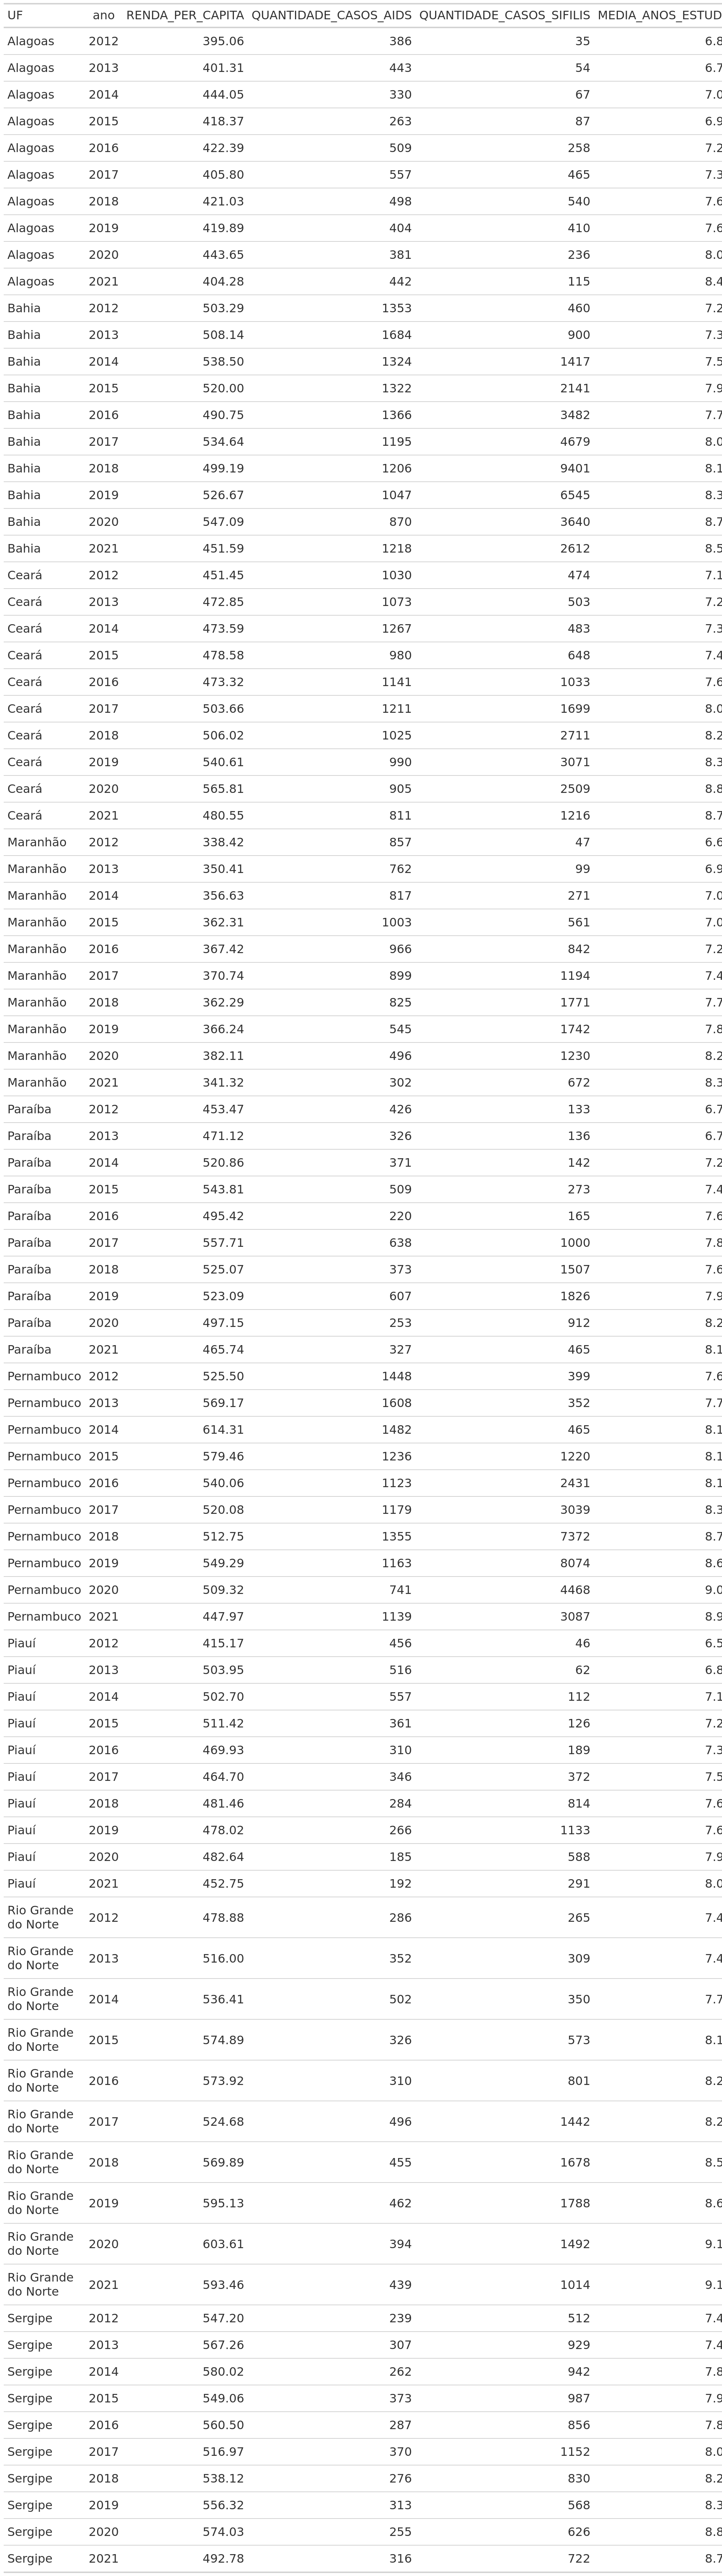 UF ano RENDA_PER_CAPITA QUANTIDADE_CASOS_AIDS QUANTIDADE_CASOS_SIFILIS MEDIA_ANOS_ESTUD
Alagoas 2012 395.06 386 35 6.8
Alagoas 2013 401.31 443 54 6.7
Alagoas 2014 444.05 330 67 7.0
Alagoas 2015 418.37 263 87 6.9
Alagoas 2016 422.39 509 258 7.2
Alagoas 2017 405.80 557 465 7.3
Alagoas 2018 421.03 498 540 7.6
Alagoas 2019 419.89 404 410 7.6
Alagoas 2020 443.65 381 236 8.0
Alagoas 2021 404.28 442 115 8.4
Bahia 2012 503.29 1353 460 7.2
Bahia 2013 508.14 1684 900 7.3
Bahia 2014 538.50 1324 1417 7.5
Bahia 2015 520.00 1322 2141 7.9
Bahia 2016 490.75 1366 3482 7.7
Bahia 2017 534.64 1195 4679 8.0
Bahia 2018 499.19 1206 9401 8.1
Bahia 2019 526.67 1047 6545 8.3
Bahia 2020 547.09 870 3640 8.7
Bahia 2021 451.59 1218 2612 8.5
Ceará 2012 451.45 1030 474 7.1
Ceará 2013 472.85 1073 503 7.2
Ceará 2014 473.59 1267 483 7.3
Ceará 2015 478.58 980 648 7.4
Ceará 2016 473.32 1141 1033 7.6
Ceará 2017 503.66 1211 1699 8.0
Ceará 2018 506.02 1025 2711 8.2
Ceará 2019 540.61 990 3071 8.3
Ceará 2020 565.81 905 2509 8.8
Ceará 2021 480.55 811 1216 8.7
Maranhão 2012 338.42 857 47 6.6
Maranhão 2013 350.41 762 99 6.9
Maranhão 2014 356.63 817 271 7.0
Maranhão 2015 362.31 1003 561 7.0
Maranhão 2016 367.42 966 842 7.2
Maranhão 2017 370.74 899 1194 7.4
Maranhão 2018 362.29 825 1771 7.7
Maranhão 2019 366.24 545 1742 7.8
Maranhão 2020 382.11 496 1230 8.2
Maranhão 2021 341.32 302 672 8.3
Paraíba 2012 453.47 426 133 6.7
Paraíba 2013 471.12 326 136 6.7
Paraíba 2014 520.86 371 142 7.2
Paraíba 2015 543.81 509 273 7.4
Paraíba 2016 495.42 220 165 7.6
Paraíba 2017 557.71 638 1000 7.8
Paraíba 2018 525.07 373 1507 7.6
Paraíba 2019 523.09 607 1826 7.9
Paraíba 2020 497.15 253 912 8.2
Paraíba 2021 465.74 327 465 8.1
Pernambuco 2012 525.50 1448 399 7.6
Pernambuco 2013 569.17 1608 352 7.7
Pernambuco 2014 614.31 1482 465 8.1
Pernambuco 2015 579.46 1236 1220 8.1
Pernambuco 2016 540.06 1123 2431 8.1
Pernambuco 2017 520.08 1179 3039 8.3
Pernambuco 2018 512.75 1355 7372 8.7
Pernambuco 2019 549.29 1163 8074 8.6
Pernambuco 2020 509.32 741 4468 9.0
Pernambuco 2021 447.97 1139 3087 8.9
Piauí 2012 415.17 456 46 6.5
Piauí 2013 503.95 516 62 6.8
Piauí 2014 502.70 557 112 7.1
Piauí 2015 511.42 361 126 7.2
Piauí 2016 469.93 310 189 7.3
Piauí 2017 464.70 346 372 7.5
Piauí 2018 481.46 284 814 7.6
Piauí 2019 478.02 266 1133 7.6
Piauí 2020 482.64 185 588 7.9
Piauí 2021 452.75 192 291 8.0
Rio Grande
do Norte 2012 478.88 286 265 7.4
Rio Grande
do Norte 2013 516.00 352 309 7.4
Rio Grande
do Norte 2014 536.41 502 350 7.7
Rio Grande
do Norte 2015 574.89 326 573 8.1
Rio Grande
do Norte 2016 573.92 310 801 8.2
Rio Grande
do Norte 2017 524.68 496 1442 8.2
Rio Grande
do Norte 2018 569.89 455 1678 8.5
Rio Grande
do Norte 2019 595.13 462 1788 8.6
Rio Grande
do Norte 2020 603.61 394 1492 9.1
Rio Grande
do Norte 2021 593.46 439 1014 9.1
Sergipe 2012 547.20 239 512 7.4
Sergipe 2013 567.26 307 929 7.4
Sergipe 2014 580.02 262 942 7.8
Sergipe 2015 549.06 373 987 7.9
Sergipe 2016 560.50 287 856 7.8
Sergipe 2017 516.97 370 1152 8.0
Sergipe 2018 538.12 276 830 8.2
Sergipe 2019 556.32 313 568 8.3
Sergipe 2020 574.03 255 626 8.8
Sergipe 2021 492.78 316 722 8.7